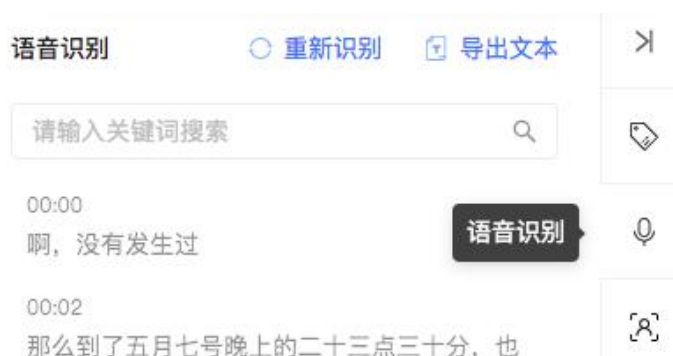 语音识别 重新识别 导出文本
请输入关键词搜索
00:00
啊，没有发生过
语音识别
00:02
那么到了五月七号晚上的二十三点三十分，也